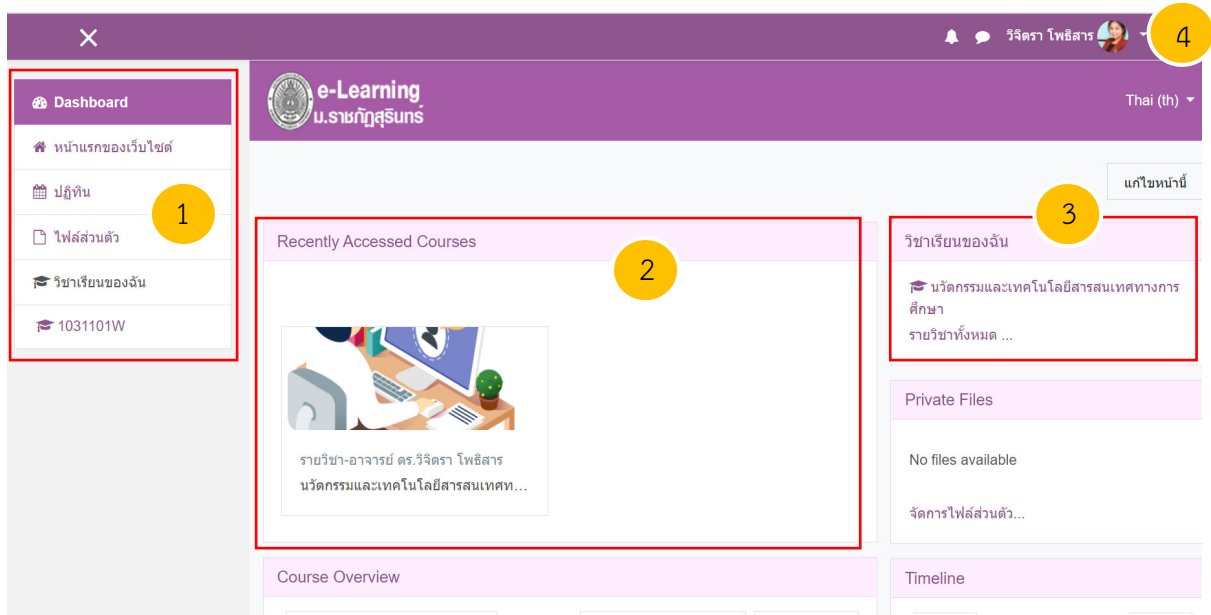 วิจิตรา โพธิสาร
4
Dashboard
หน้าแรกของเว็บไซต์
ปฏิทิน
1
ไฟล์ส่วนตัว
วิชาเรียนของฉัน
1031101W
e-Learning
ม.ราชภัฏสุรินทร์
Thai (th)
แก้ไขหน้านี้
Recently Accessed Courses
2
รายวิชา-อาจารย์ ดร.วิจิตรา โพธิสาร
นวัตกรรมและเทคโนโลยีสารสนเทศท...
3
วิชาเรียนของฉัน
นวัตกรรมและเทคโนโลยีสารสนเทศทางการ
ศึกษา
รายวิชาทั้งหมด ...
Private Files
No files available
จัดการไฟล์ส่วนตัว...
Course Overview
Timeline